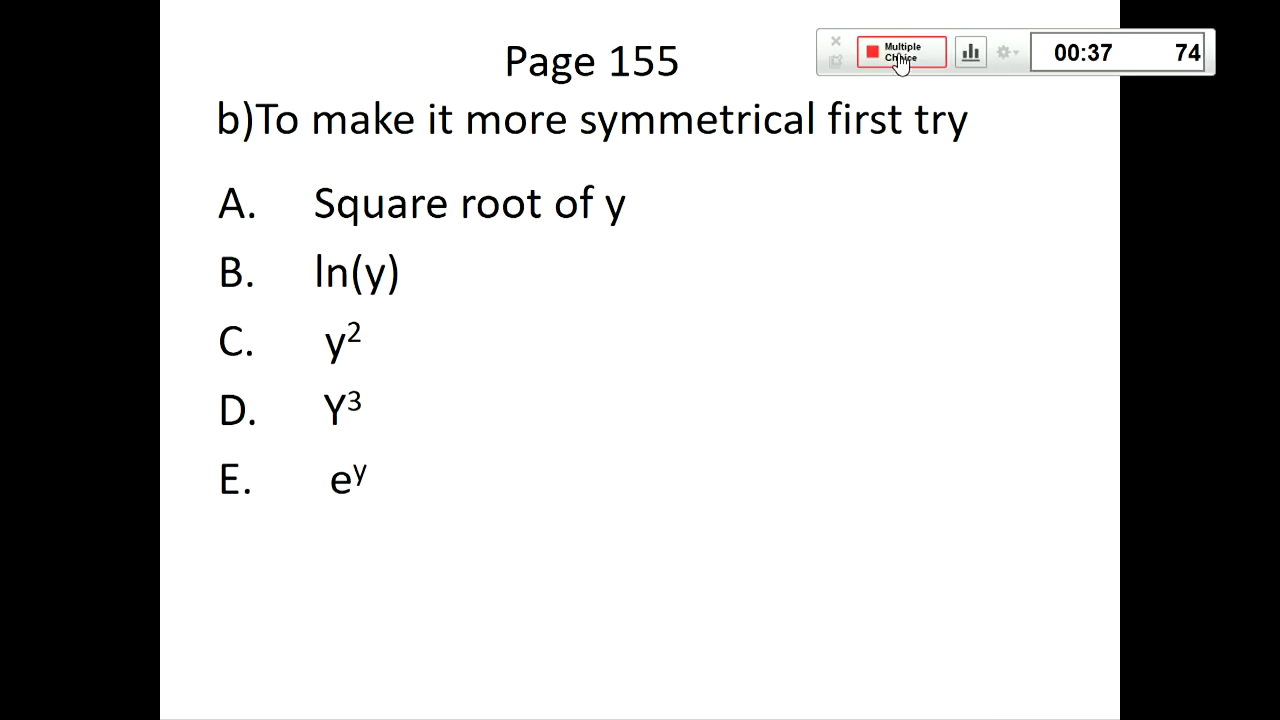 Page 155
Multiple
Choice
00:37 74
b)To make it more symmetrical first try
A. Square root of y
B. ln(y)
C. y²
D. Y³
E. eʸ